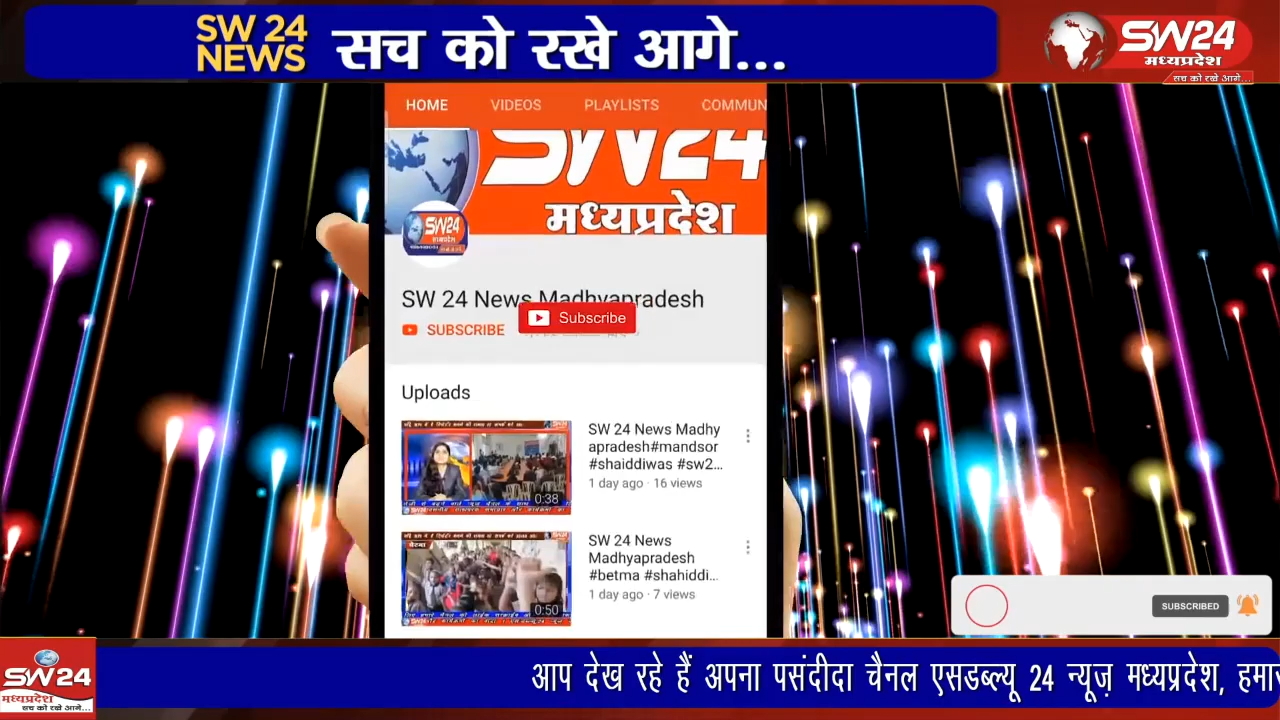 SW 24
NEWS
सच को रखे आगे...
SW24
मध्यप्रदेश
सच को रखे आगे...
HOME VIDEOS PLAYLISTS COMMUN
SW24
मध्यप्रदेश
SW24
SW 24 News Madhyapradesh
SUBSCRIBE
Subscribe
Uploads
SW 24 News Madhy
apradesh#mandsor
#shaiddiwas #sw2...
1 day ago · 16 views
0:38
SW 24 News
Madhyapradesh
#betma #shahiddi...
1 day ago · 7 views
0:50
SUBSCRIBED
SW24
मध्यप्रदेश
सच को रखे आगे...
आप देख रहे हैं अपना पसंदीदा चैनल एसडब्ल्यू 24 न्यूज़ मध्यप्रदेश, हमा